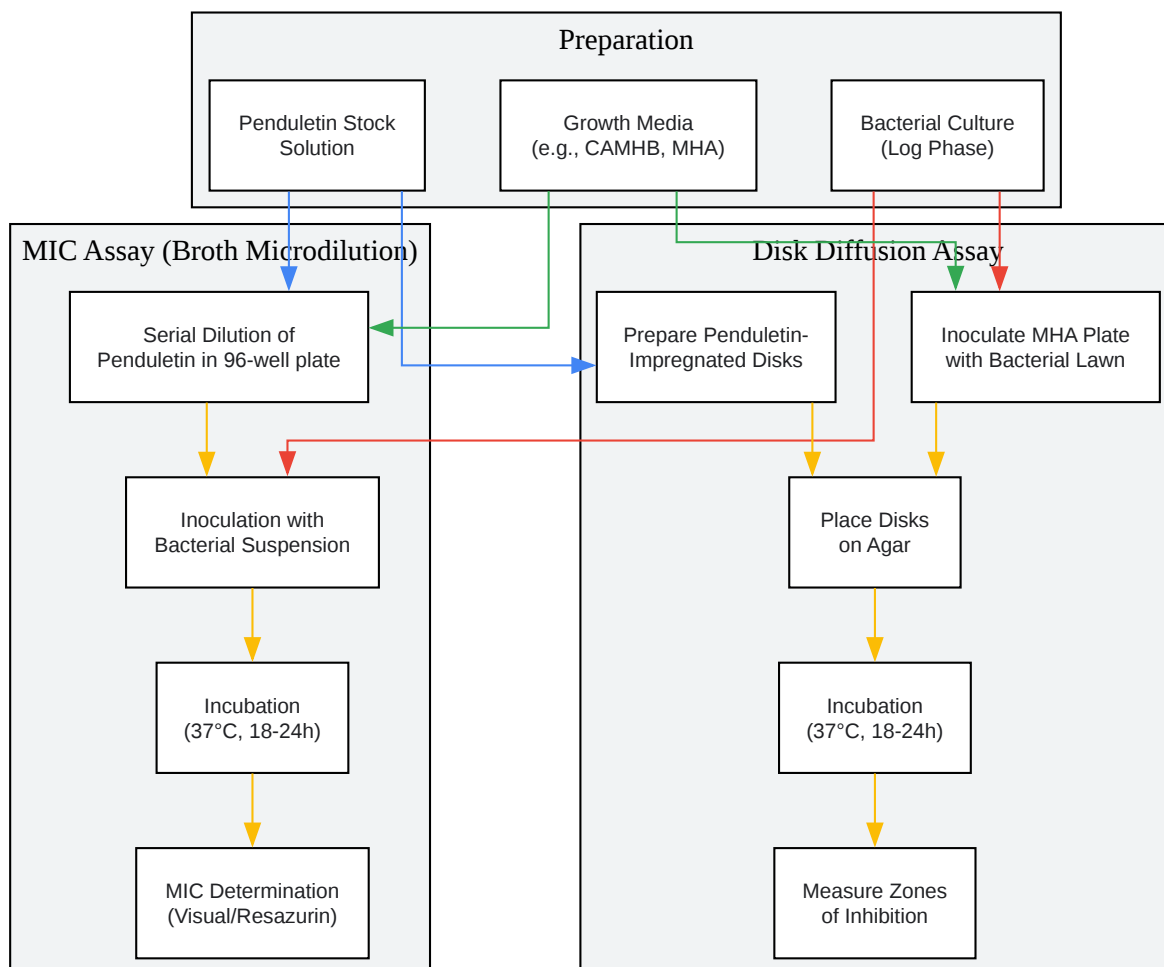 Preparation
Penduletin Stock
Solution
Growth Media
(e.g., CAMHB, MHA)
Bacterial Culture
(Log Phase)
MIC Assay (Broth Microdilution)
Serial Dilution of
Penduletin in 96-well plate
Inoculation with
Bacterial Suspension
Incubation
(37°C, 18-24h)
MIC Determination
(Visual/Resazurin)
Disk Diffusion Assay
Prepare Penduletin-
Impregnated Disks
Inoculate MHA Plate
with Bacterial Lawn
Place Disks
on Agar
Incubation
(37°C, 18-24h)
Measure Zones
of Inhibition